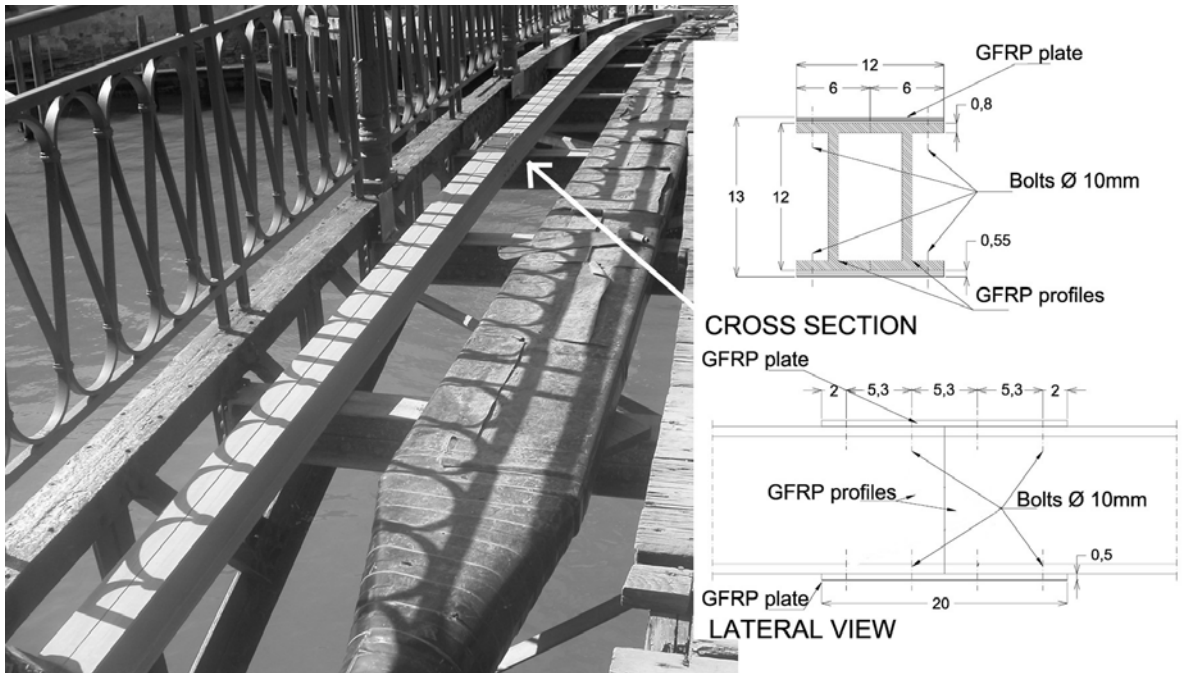 GFRP plate
12
6 6
0,8
Bolts Ø 10mm
13
12
0,55
GFRP profiles
CROSS SECTION
GFRP plate
2 5,3 5,3 5,3 2
GFRP profiles
Bolts Ø 10mm
0,5
GFRP plate
20
LATERAL VIEW